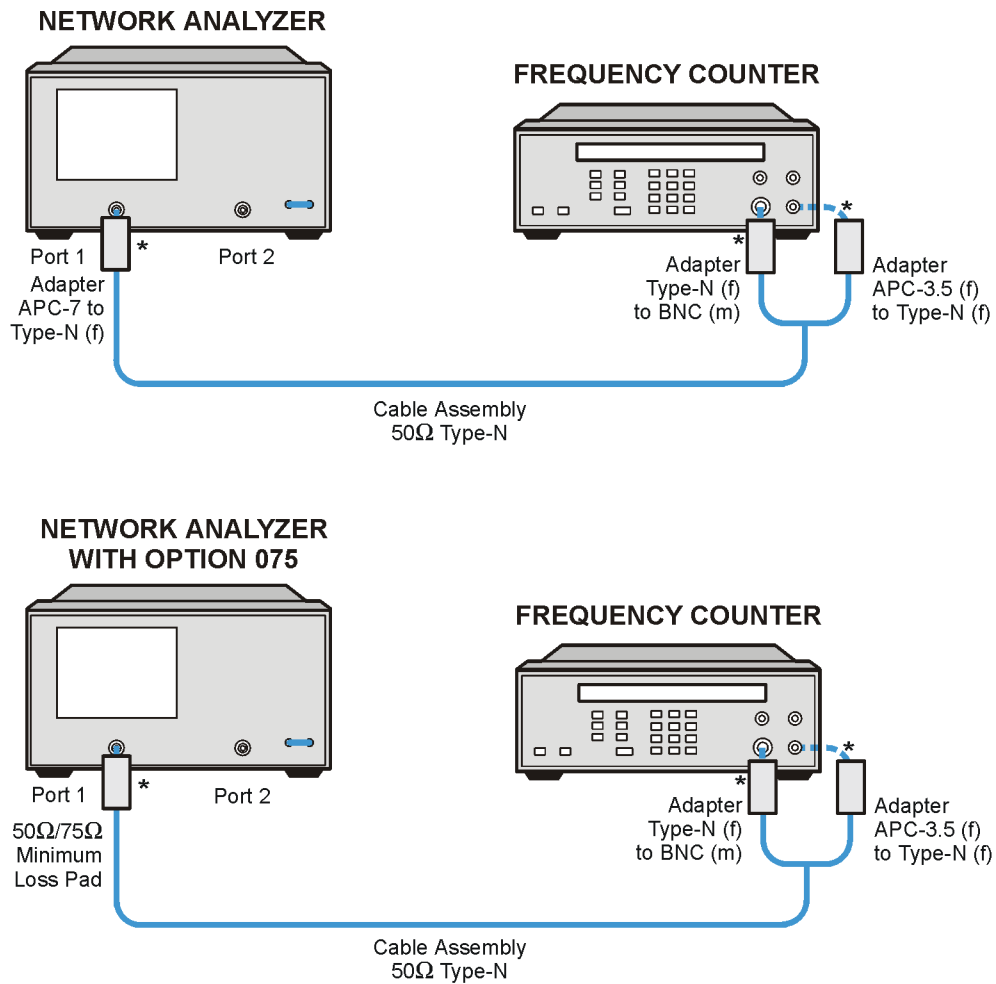 NETWORK ANALYZER
FREQUENCY COUNTER
*
Port 1
Port 2
Adapter
APC-7 to
Type-N (f)
*
*
Adapter
Type-N (f)
to BNC (m)
Adapter
APC-3.5 (f)
to Type-N (f)
Cable Assembly
50Ω Type-N
NETWORK ANALYZER
WITH OPTION 075
FREQUENCY COUNTER
*
Port 1
Port 2
50Ω/75Ω
Minimum
Loss Pad
*
*
Adapter
Type-N (f)
to BNC (m)
Adapter
APC-3.5 (f)
to Type-N (f)
Cable Assembly
50Ω Type-N